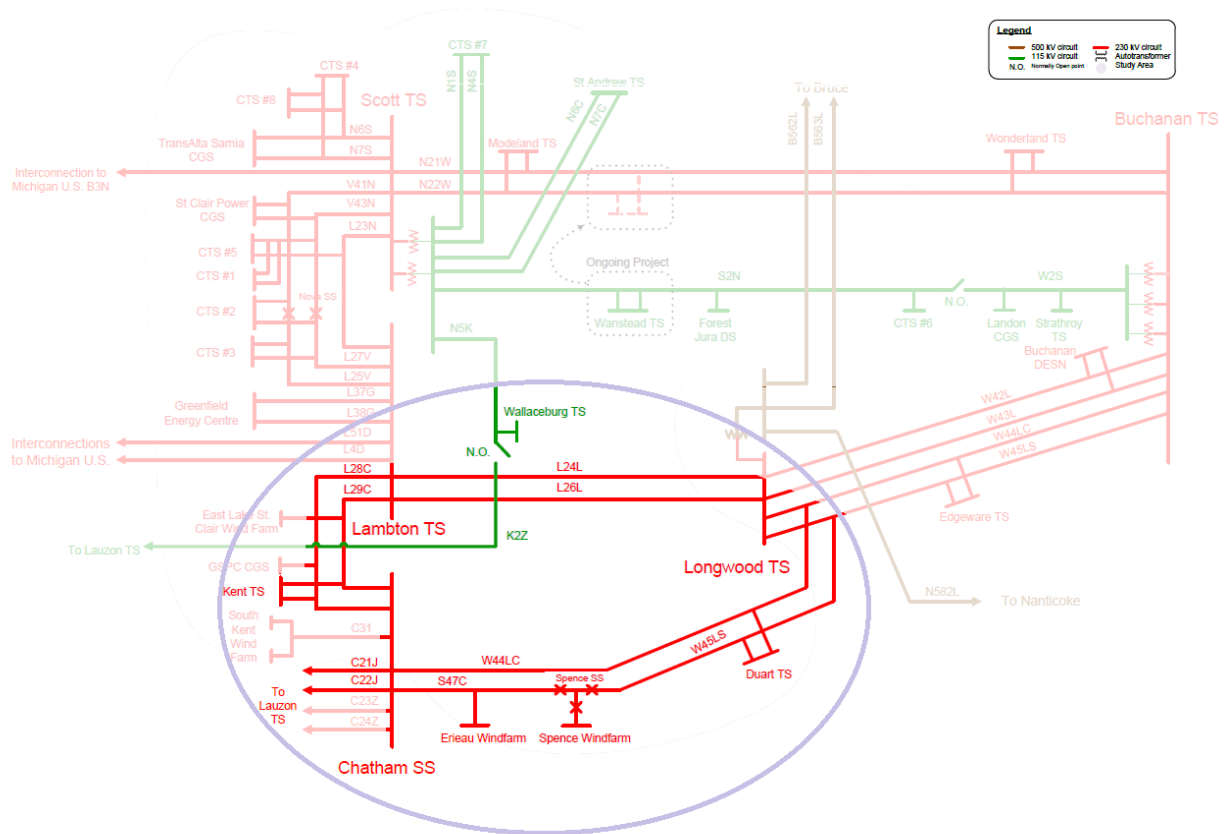 Legend
500 kV circuit
230 kV circuit
115 kV circuit
Autotransformer
N.O. Normally Open point
Study Area
CTS #7
CTS #4
CTS #8
N1S
N4S
St Andrew TS
N6C
N7C
To Bruce
B562L
B563L
Scott TS
Buchanan TS
TransAlta Sarnia
CGS
N6S
N7S
Modeland TS
Wonderland TS
Interconnection to
Michigan U.S. B3N
N21W
V41N
N22W
St Clair Power
CGS
V43N
L23N
CTS #5
CTS #1
Nova SS
CTS #2
CTS #3
Ongoing Project
S2N
W2S
N.O.
Wanstead TS
Forest
Jura DS
CTS #6
Landon
CGS
Strathroy
TS
Buchanan
DESN
N5K
L27V
L25V
L37G
Greenfield
Energy Centre
L38G
L51D
Interconnections
to Michigan U.S.
L4D
Wallaceburg TS
N.O.
W42L
W43L
W44LC
W45LS
L28C
L24L
L29C
L26L
East Lake St.
Clair Wind Farm
Lambton TS
Edgeware TS
To Lauzon TS
K2Z
GSPC CGS
Longwood TS
Kent TS
N582L
To Nanticoke
South
Kent
Wind
Farm
C31
W45LS
C21J
W44LC
Duart TS
C22J
S47C
Spence SS
To
Lauzon
TS
C23Z
C24Z
Erieau Windfarm
Spence Windfarm
Chatham SS